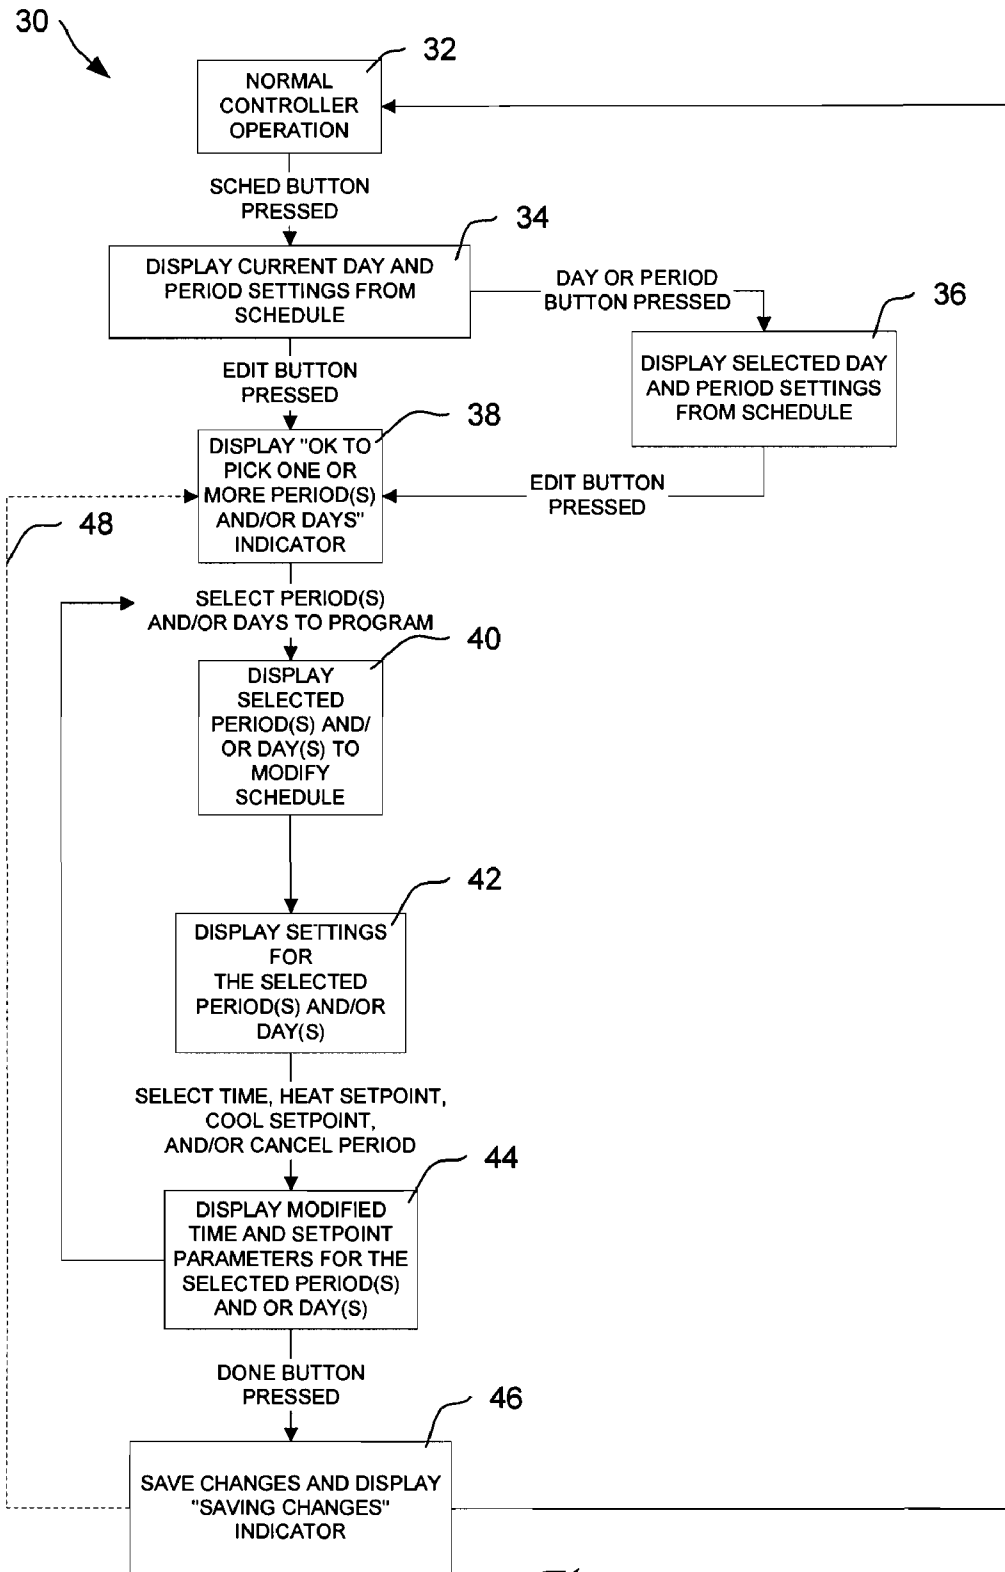 30
32
NORMAL
CONTROLLER
OPERATION
SCHED BUTTON
PRESSED
34
DISPLAY CURRENT DAY AND
PERIOD SETTINGS FROM
SCHEDULE
DAY OR PERIOD
BUTTON PRESSED
36
DISPLAY SELECTED DAY
AND PERIOD SETTINGS
FROM SCHEDULE
EDIT BUTTON
PRESSED
38
DISPLAY "OK TO
PICK ONE OR
MORE PERIOD(S)
AND/OR DAYS"
INDICATOR
EDIT BUTTON
PRESSED
48
SELECT PERIOD(S)
AND/OR DAYS TO PROGRAM
40
DISPLAY
SELECTED
PERIOD(S) AND/
OR DAY(S) TO
MODIFY
SCHEDULE
42
DISPLAY SETTINGS
FOR
THE SELECTED
PERIOD(S) AND/OR
DAY(S)
SELECT TIME, HEAT SETPOINT,
COOL SETPOINT,
AND/OR CANCEL PERIOD
44
DISPLAY MODIFIED
TIME AND SETPOINT
PARAMETERS FOR THE
SELECTED PERIOD(S)
AND OR DAY(S)
DONE BUTTON
PRESSED
46
SAVE CHANGES AND DISPLAY
"SAVING CHANGES"
INDICATOR